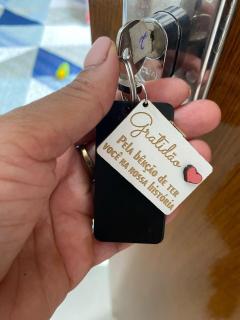 Gratidão
PELA BÊNÇÃO DE TER
VOCÊ NA NOSSA HISTÓRIA